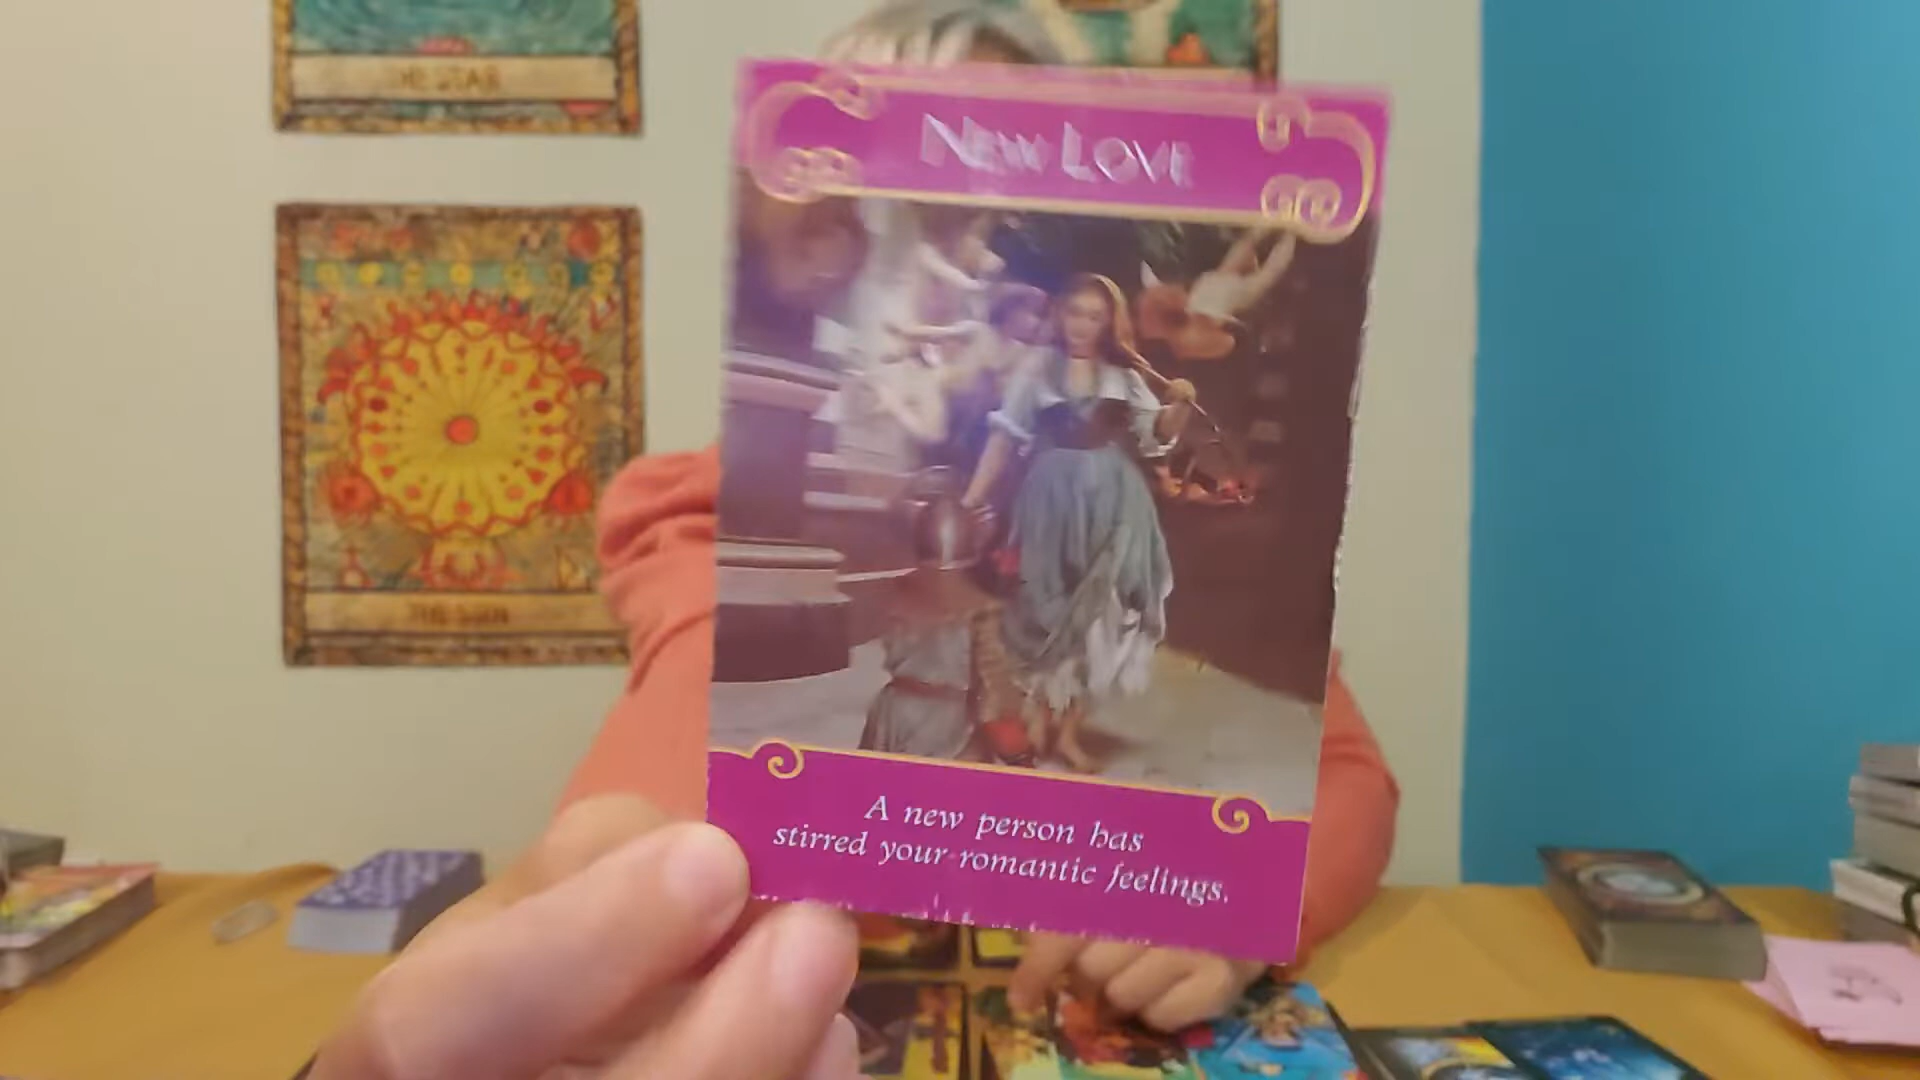 THE STAR
NEW LOVE
THE SUN
A new person has
stirred your romantic feelings.